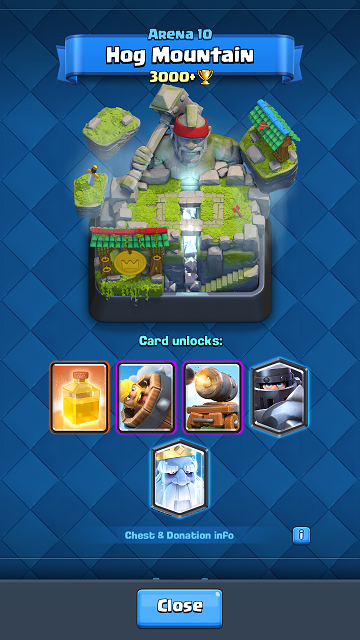 Arena 10
Hog Mountain
3000+
Card unlocks:
Chest & Donation info
i
Close